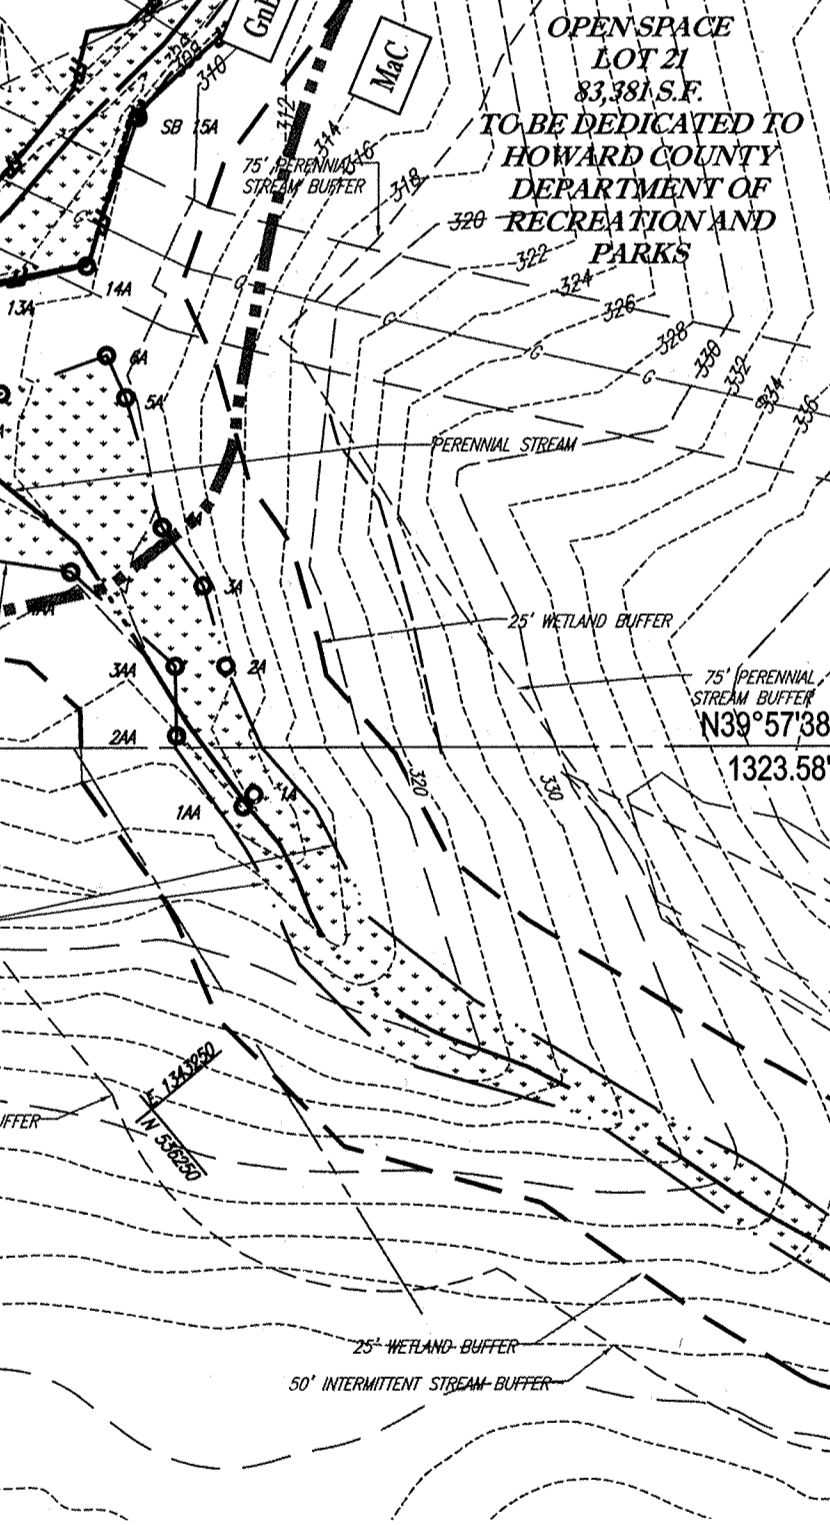 GnB
MaC
OPEN SPACE
LOT 21
83,381 S.F.
TO BE DEDICATED TO
HOWARD COUNTY
DEPARTMENT OF
RECREATION AND
PARKS
308
310
312
314
316
318
320
322
324
326
328
330
332
334
336
SB 15A
75' PERENNIAL
STREAM BUFFER
G
G
G
G
G
G
13A
14A
6A
5A
PERENNIAL STREAM
3A
25' WETLAND BUFFER
3AA
2A
75' PERENNIAL
STREAM BUFFER
N39°57'38
2AA
1323.58'
320
330
1AA
1A
E 1343250
N 536250
UFFER
25' WETLAND BUFFER
50' INTERMITTENT STREAM BUFFER